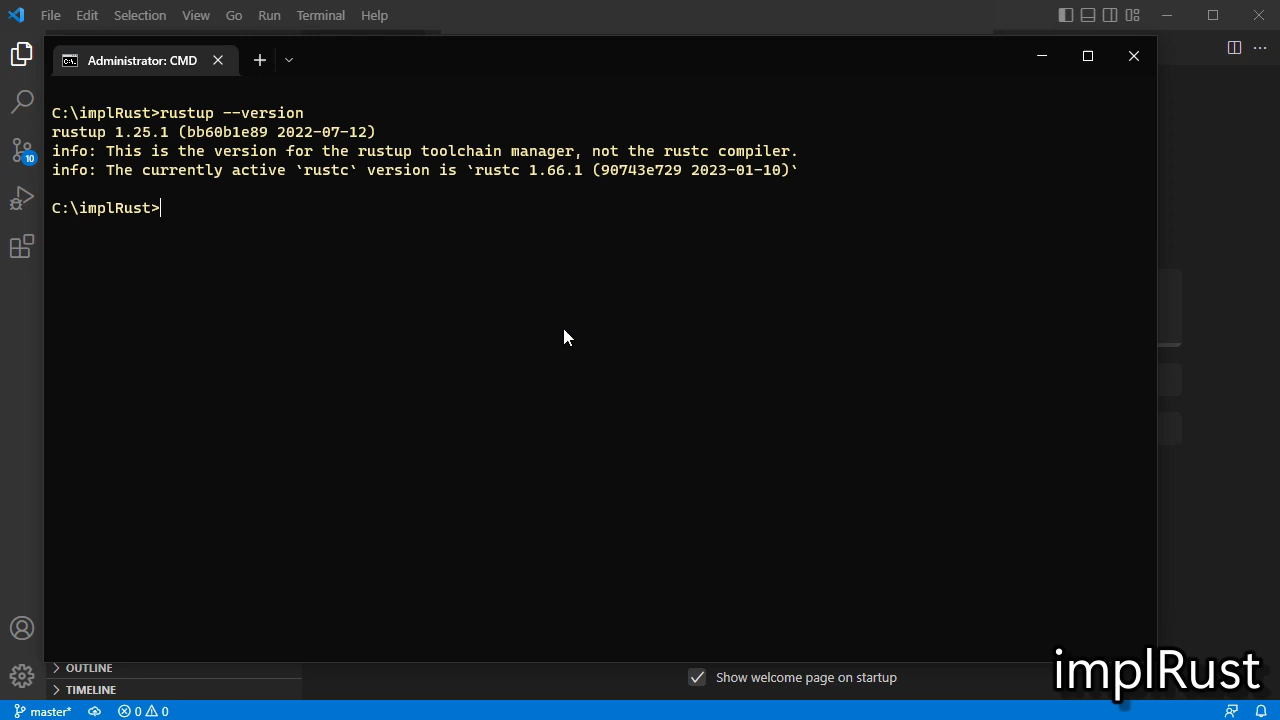 File Edit Selection View Go Run Terminal Help
Administrator: CMD
C:\implRust>rustup --version
rustup 1.25.1 (bb60b1e89 2022-07-12)
info: This is the version for the rustup toolchain manager, not the rustc compiler.
info: The currently active `rustc` version is `rustc 1.66.1 (90743e729 2023-01-10)`
C:\implRust>
10
OUTLINE
TIMELINE
Show welcome page on startup
implRust
master* 0 0